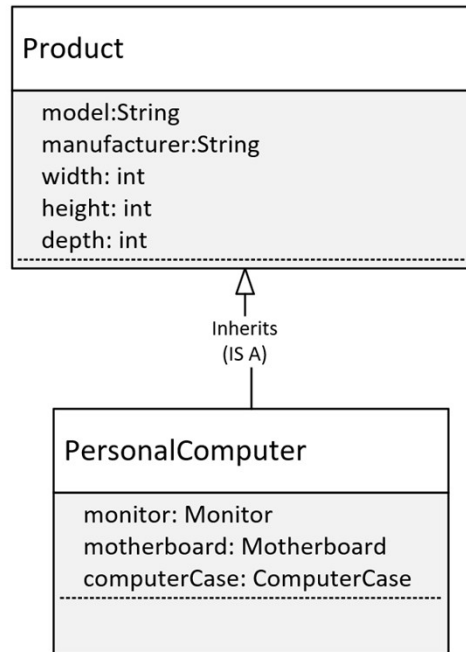 Product
model:String
manufacturer:String
width: int
height: int
depth: int
Inherits
(IS A)
PersonalComputer
monitor: Monitor
motherboard: Motherboard
computerCase: ComputerCase